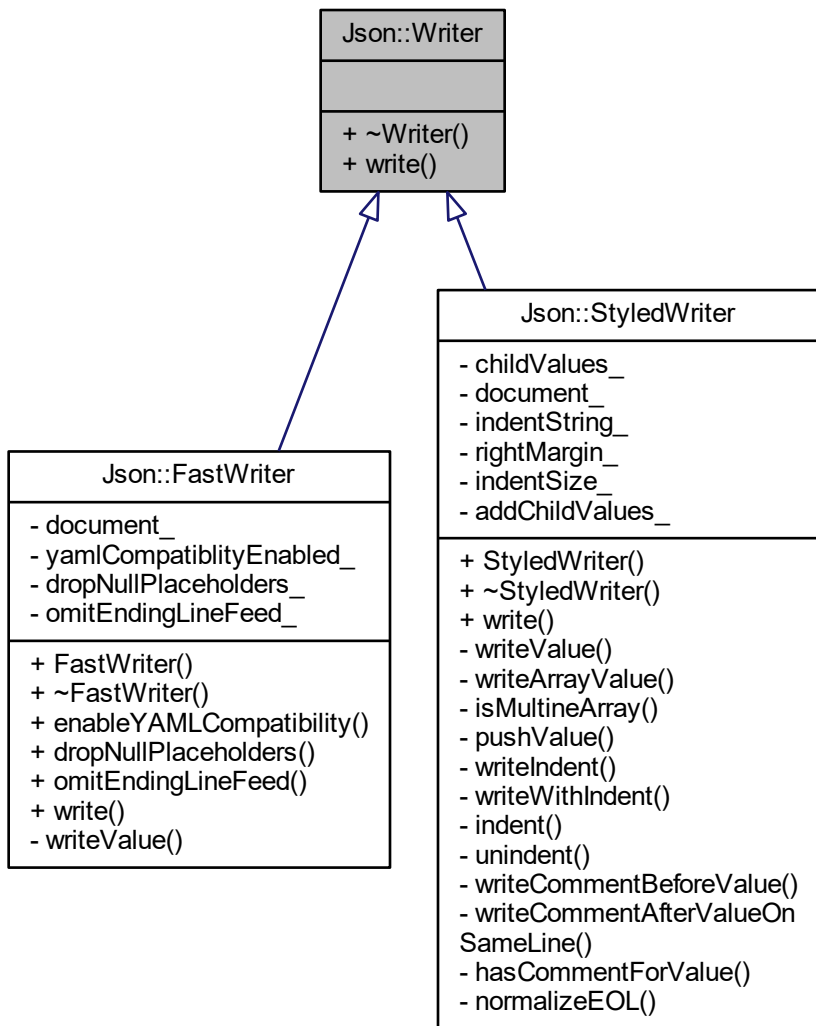 Json::Writer
+ ~Writer()
+ write()
Json::FastWriter
- document_
- yamlCompatiblityEnabled_
- dropNullPlaceholders_
- omitEndingLineFeed_
+ FastWriter()
+ ~FastWriter()
+ enableYAMLCompatibility()
+ dropNullPlaceholders()
+ omitEndingLineFeed()
+ write()
- writeValue()
Json::StyledWriter
- childValues_
- document_
- indentString_
- rightMargin_
- indentSize_
- addChildValues_
+ StyledWriter()
+ ~StyledWriter()
+ write()
- writeValue()
- writeArrayValue()
- isMultineArray()
- pushValue()
- writeIndent()
- writeWithIndent()
- indent()
- unindent()
- writeCommentBeforeValue()
- writeCommentAfterValueOn
SameLine()
- hasCommentForValue()
- normalizeEOL()